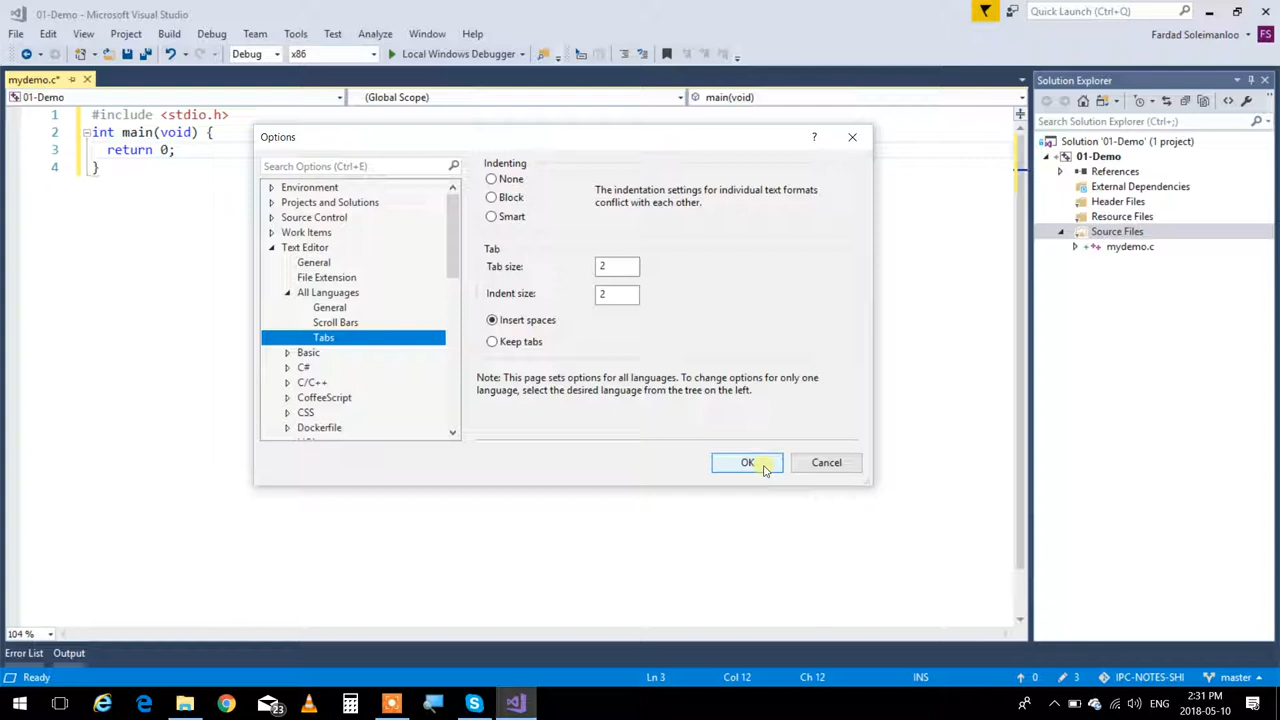 01-Demo - Microsoft Visual Studio
Quick Launch (Ctrl+Q)
File Edit View Project Build Debug Team Tools Test Analyze Window Help
Fardad Soleimanloo FS
Debug x86 Local Windows Debugger
mydemo.c*
01-Demo (Global Scope) main(void)
1 #include <stdio.h>
2 int main(void) {
3 return 0;
4 }
Solution Explorer
Search Solution Explorer (Ctrl+;)
Solution '01-Demo' (1 project)
01-Demo
References
External Dependencies
Header Files
Resource Files
Source Files
mydemo.c
Options
Search Options (Ctrl+E)
Environment
Projects and Solutions
Source Control
Work Items
Text Editor
General
File Extension
All Languages
General
Scroll Bars
Tabs
Basic
C#
C/C++
CoffeeScript
CSS
Dockerfile
Indenting
None
Block
Smart
The indentation settings for individual text formats
conflict with each other.
Tab
Tab size: 2
Indent size: 2
Insert spaces
Keep tabs
Note: This page sets options for all languages. To change options for only one
language, select the desired language from the tree on the left.
OK Cancel
104 %
Error List Output
Ready Ln 3 Col 12 Ch 12 INS 0 3 IPC-NOTES-SHI master
23
2:31 PM
2018-05-10